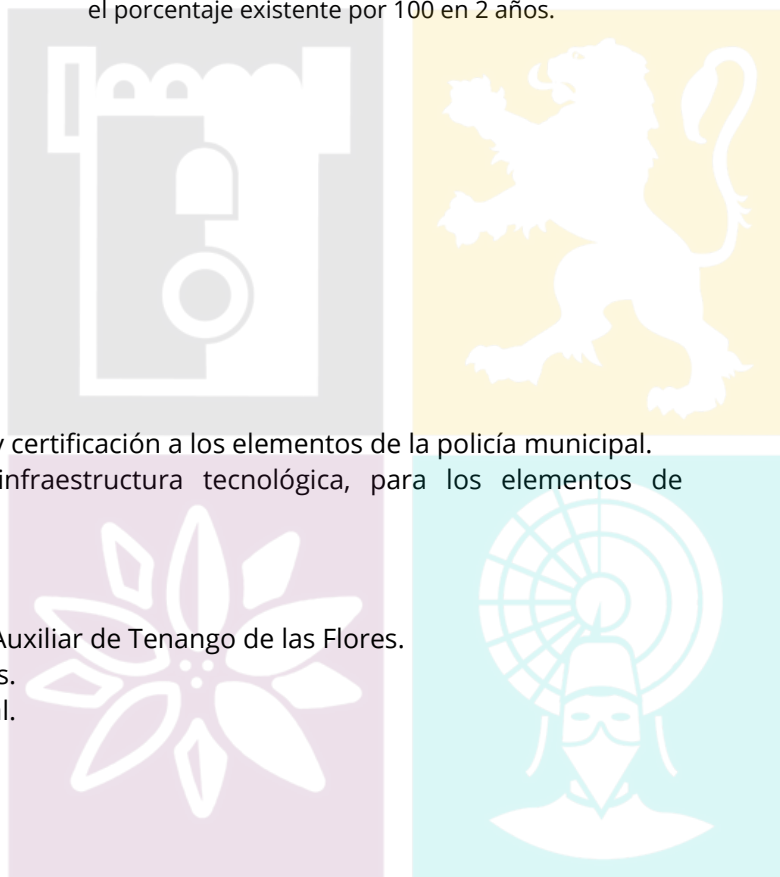 el porcentaje existente por 100 en 2 años.
y certificación a los elementos de la policía municipal.
infraestructura tecnológica, para los elementos de
Auxiliar de Tenango de las Flores.
s.
l.